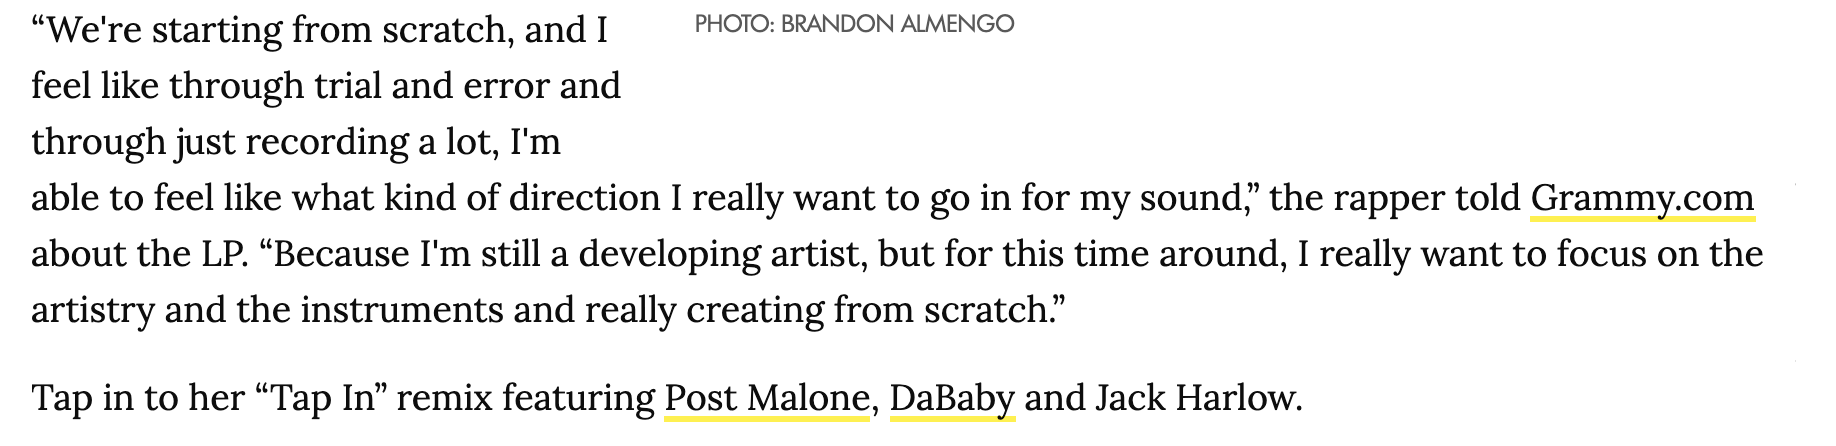 “We're starting from scratch, and I
PHOTO: BRANDON ALMENGO
feel like through trial and error and
through just recording a lot, I'm
able to feel like what kind of direction I really want to go in for my sound,” the rapper told Grammy.com
about the LP. “Because I'm still a developing artist, but for this time around, I really want to focus on the
artistry and the instruments and really creating from scratch.”
Tap in to her “Tap In” remix featuring Post Malone, DaBaby and Jack Harlow.